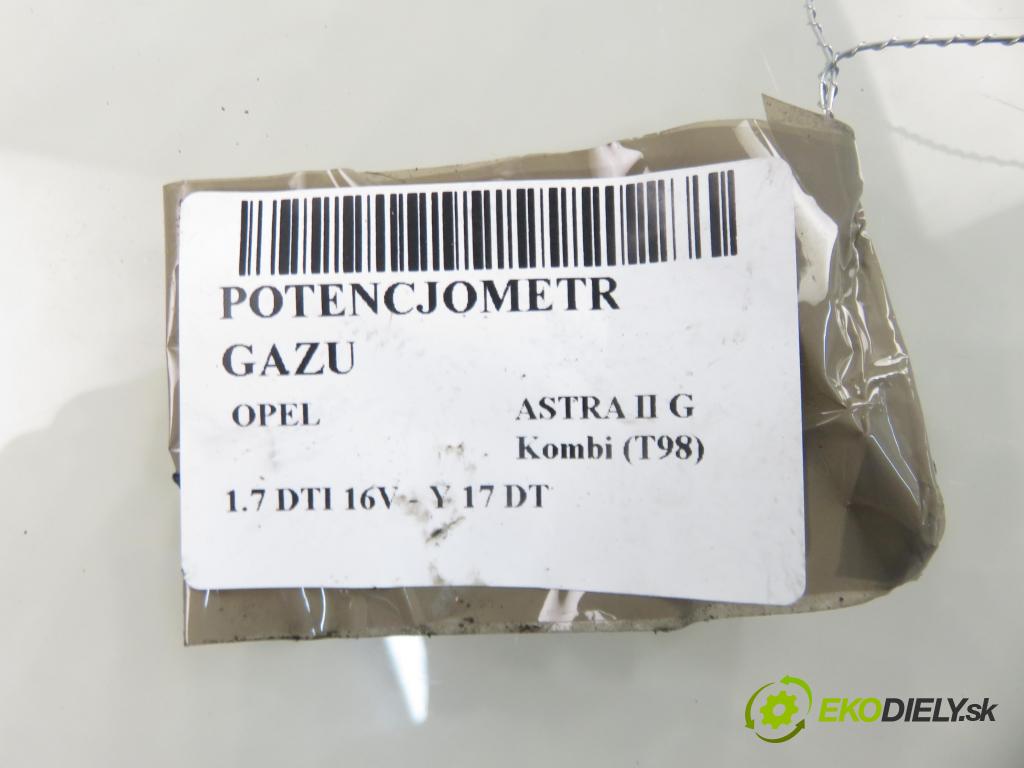 POTENCJOMETR
GAZU
OPEL ASTRA II G
Kombi (T98)
1.7 DTI 16V - Y 17 DT
EKODIELY.sk